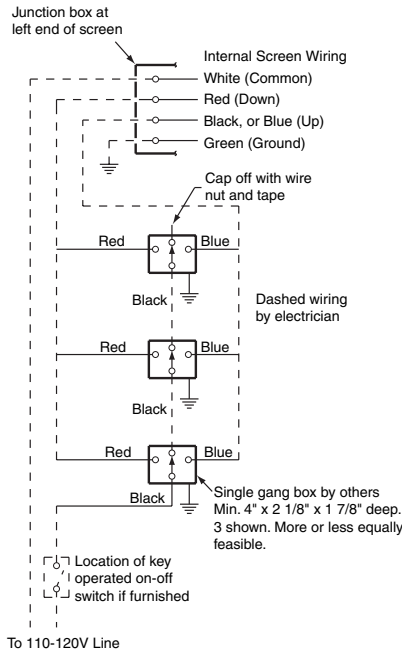 Junction box at
left end of screen
Internal Screen Wiring
White (Common)
Red (Down)
Black, or Blue (Up)
Green (Ground)
Cap off with wire
nut and tape
Red
Blue
Black
Dashed wiring
by electrician
Red
Blue
Black
Red
Blue
Black
Single gang box by others
Min. 4" x 2 1/8" x 1 7/8" deep.
3 shown. More or less equally
feasible.
Location of key
operated on-off
switch if furnished
To 110-120V Line